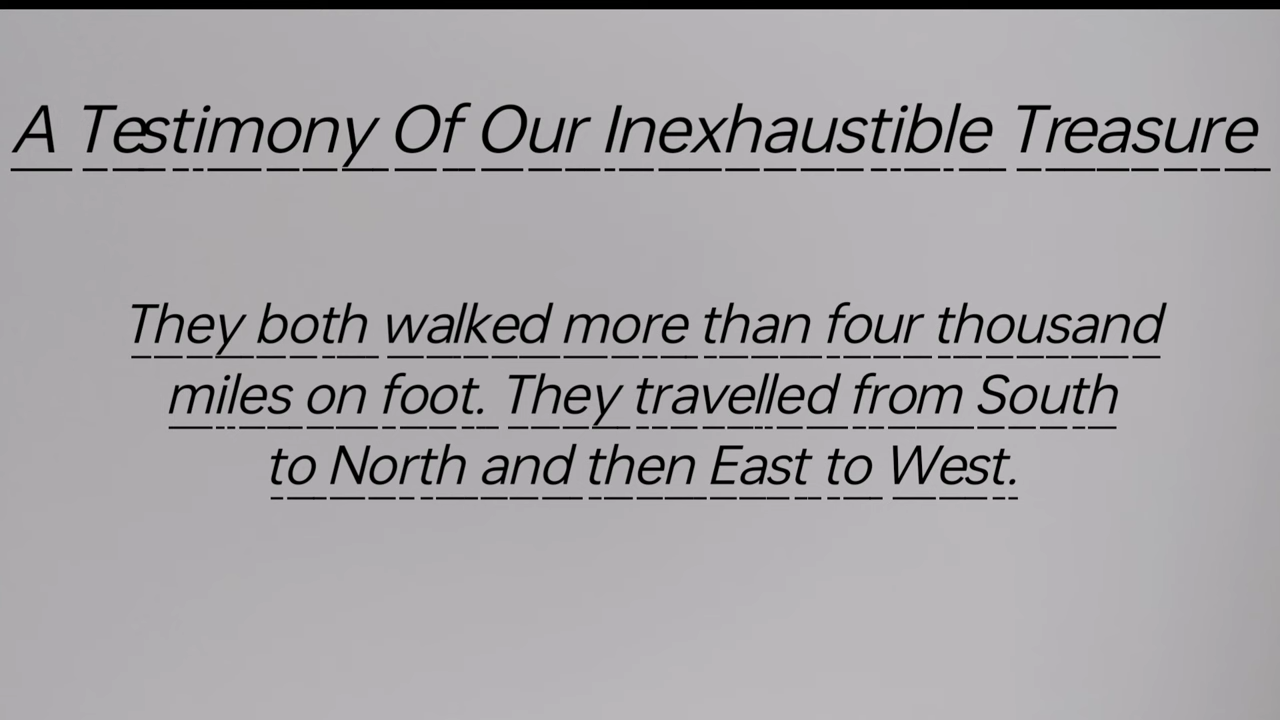 A Testimony Of Our Inexhaustible Treasure
They both walked more than four thousand
miles on foot. They travelled from South
to North and then East to West.